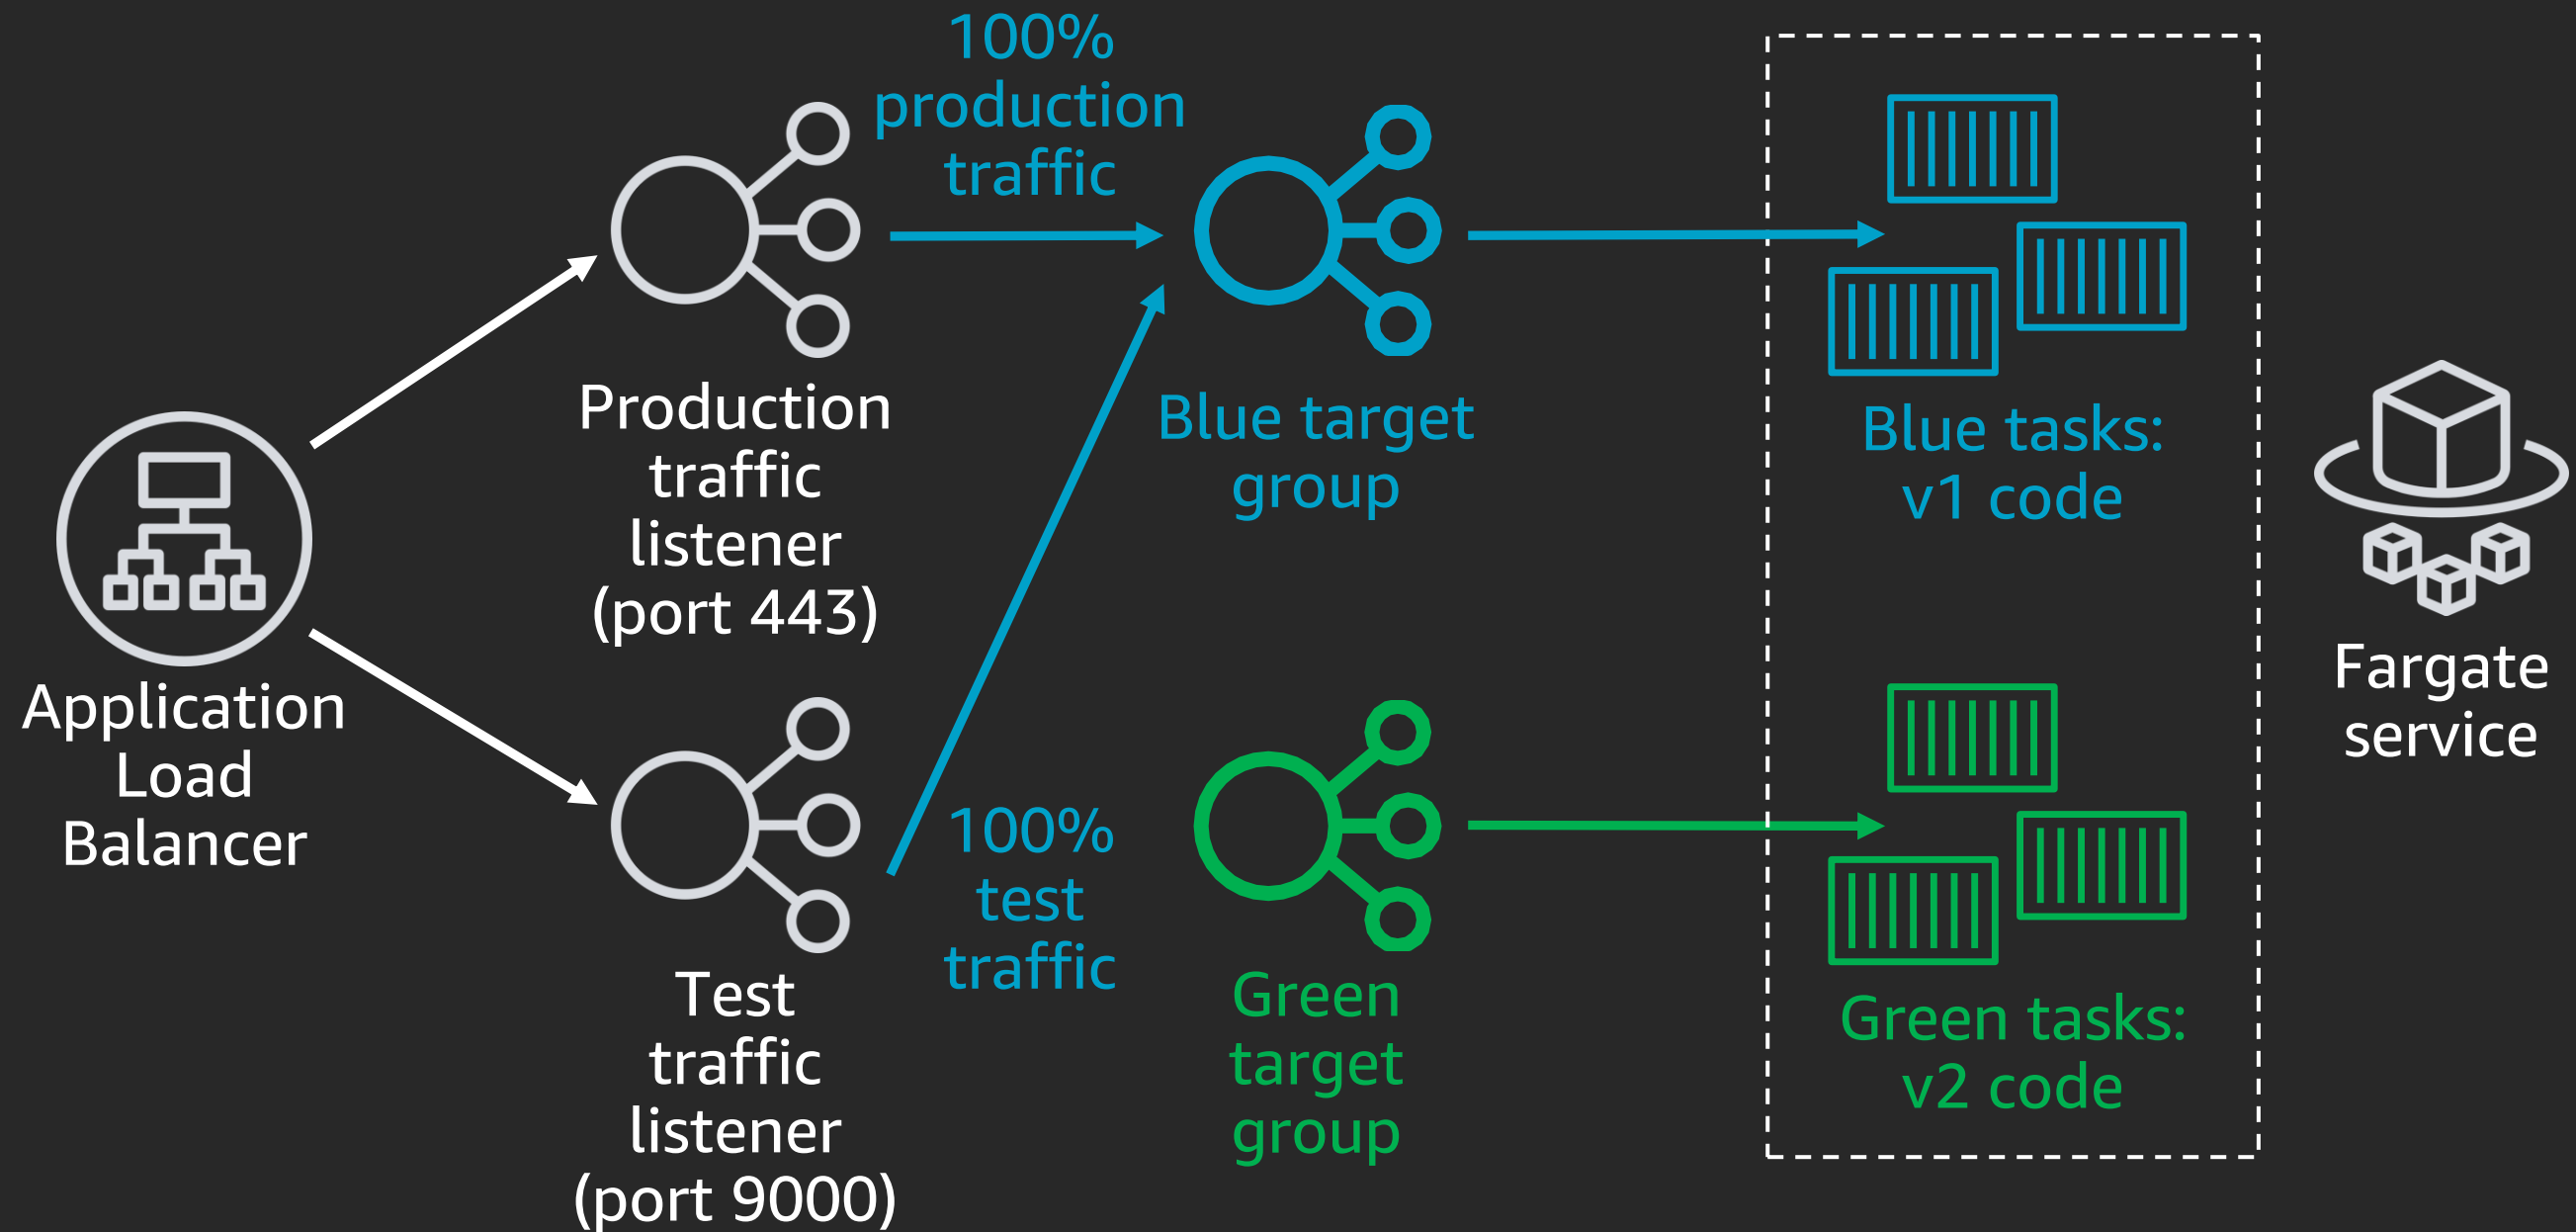 100%
production
traffic
Production
traffic
listener
(port 443)
Blue target
group
Blue tasks:
v1 code
Application
Load
Balancer
Fargate
service
100%
test
traffic
Test
traffic
listener
(port 9000)
Green
target
group
Green tasks:
v2 code